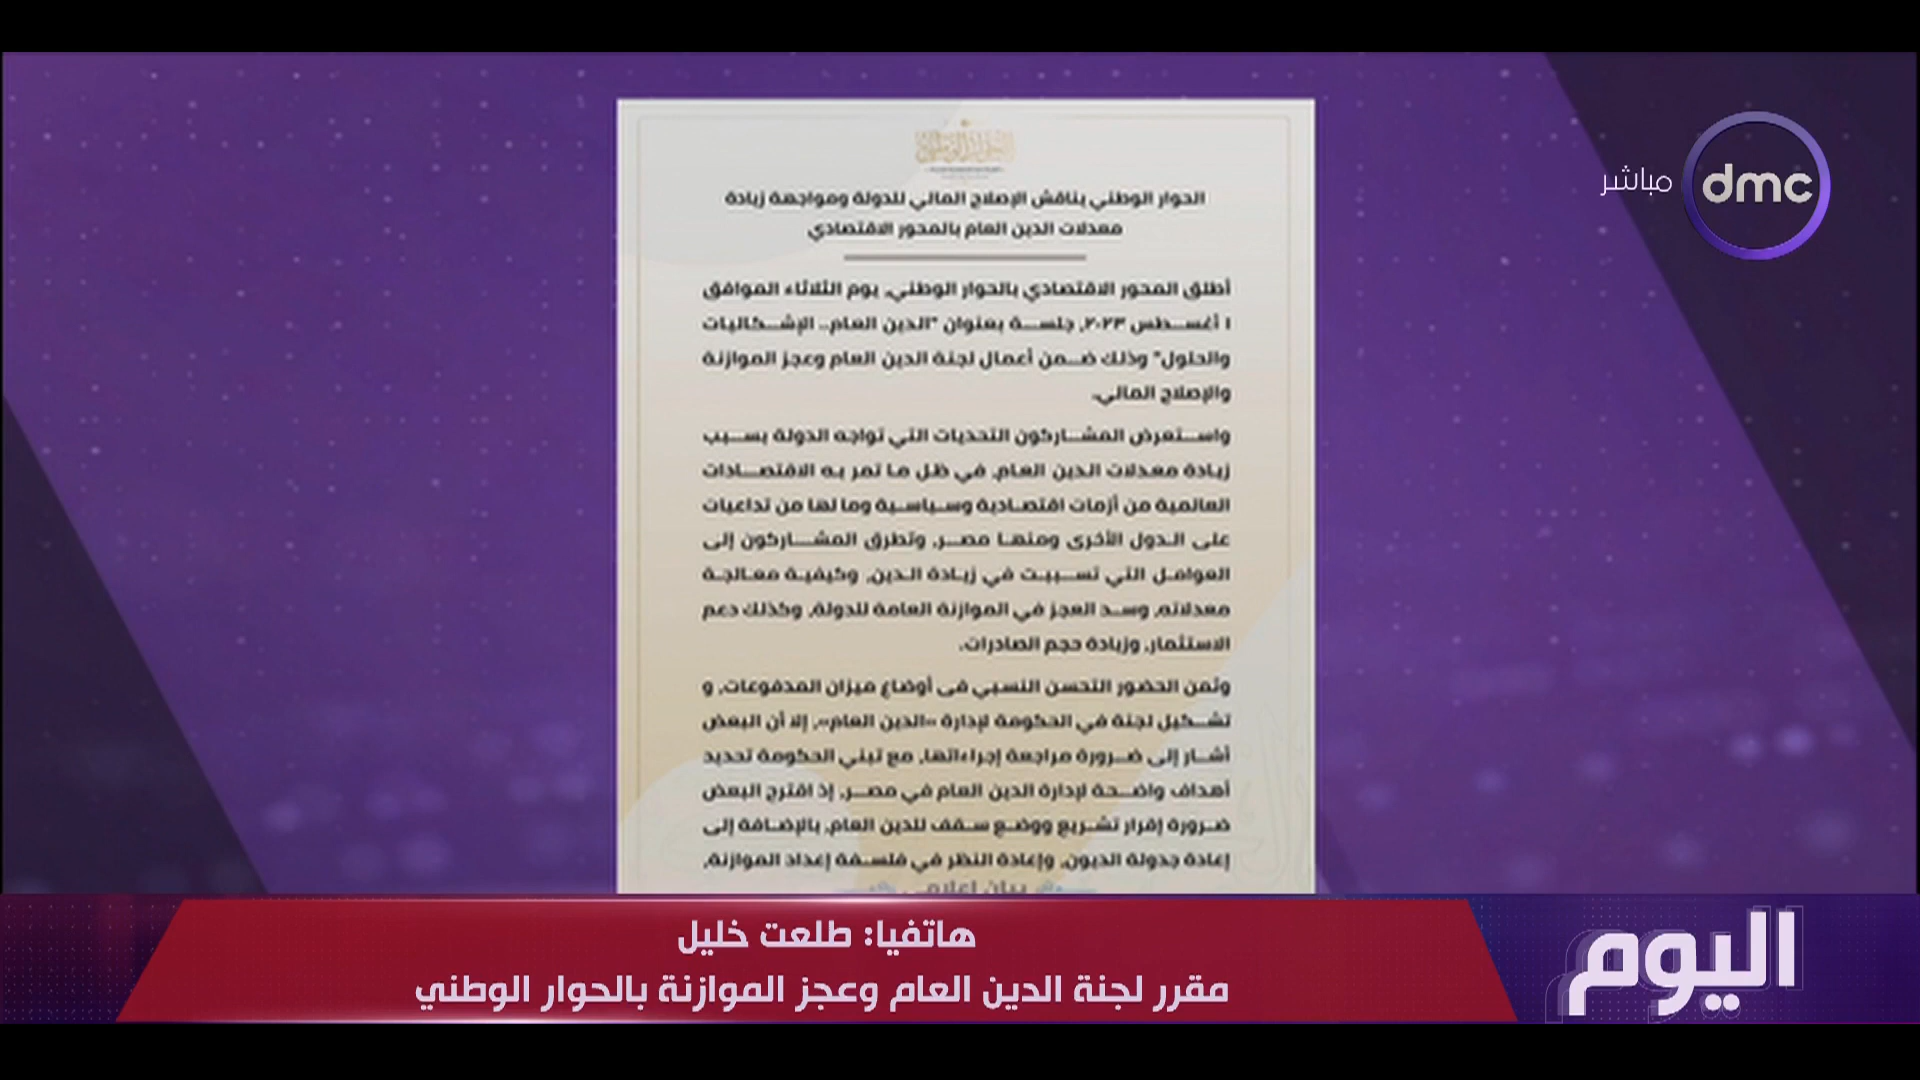 dmc
مباشر
الحوار الوطني
الحوار الوطني يناقش الإصلاح المالي للدولة ومواجهة زيادة
معدلات الدين العام بالمحور الاقتصادي
أطلق المحور الاقتصادي بالحوار الوطني، يوم الثلاثاء الموافق
١ أغسطس ٢٠٢٣، جلسة بعنوان "الدين العام.. الإشكاليات
والحلول" وذلك ضمن أعمال لجنة الدين العام وعجز الموازنة
والإصلاح المالي.
واستعرض المشاركون التحديات التي تواجه الدولة بسبب
زيادة معدلات الدين العام، في ظل ما تمر به الاقتصادات
العالمية من أزمات اقتصادية وسياسية وما لها من تداعيات
على الدول الأخرى ومنها مصر، وتطرق المشاركون إلى
العوامل التي تسببت في زيادة الدين، وكيفية معالجة
معدلاته، وسد العجز في الموازنة العامة للدولة، وكذلك دعم
الاستثمار، وزيادة حجم الصادرات.
وثمن الحضور التحسن النسبي فى أوضاع ميزان المدفوعات، و
تشكيل لجنة في الحكومة لإدارة «الدين العام»، إلا أن البعض
أشار إلى ضرورة مراجعة إجراءاتها، مع تبني الحكومة تحديد
أهداف واضحة لإدارة الدين العام في مصر، إذ اقترح البعض
ضرورة إقرار تشريع ووضع سقف للدين العام، بالإضافة إلى
إعادة جدولة الديون، وإعادة النظر في فلسفة إعداد الموازنة،
بيان إعلامي
هاتفيا: طلعت خليل
مقرر لجنة الدين العام وعجز الموازنة بالحوار الوطني
اليوم